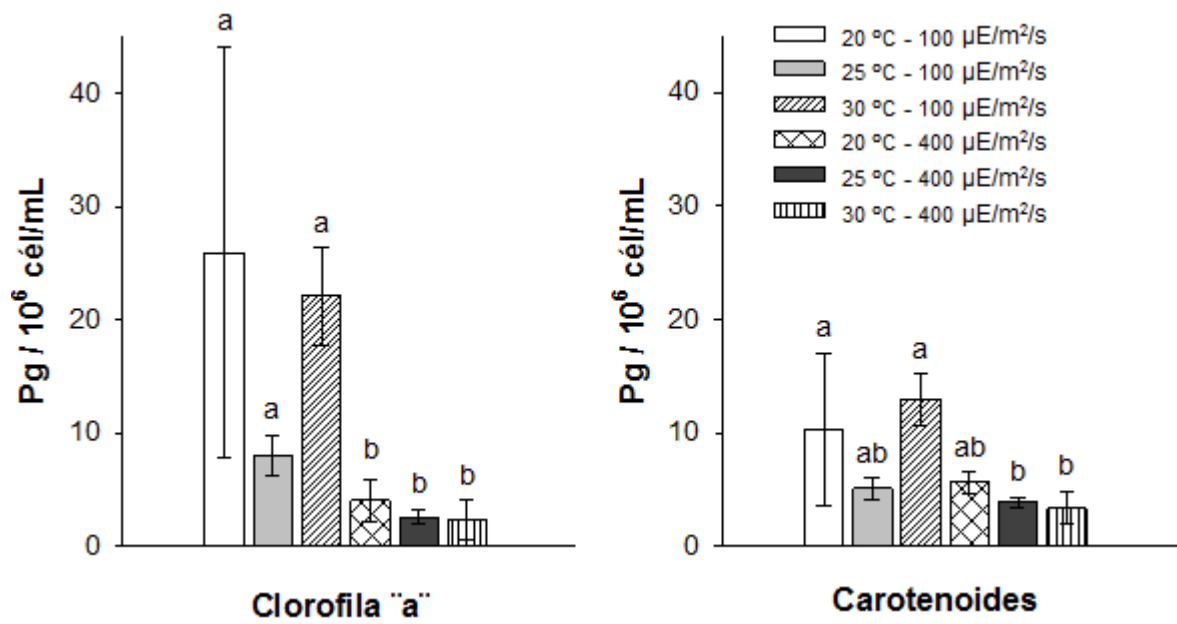 Pg / 10⁶ cél/mL
40
30
20
10
0
a
a
a
b
b
b
Clorofila ¨a¨
Pg / 10⁶ cél/mL
40
30
20
10
0
a
ab
a
ab
b
b
Carotenoides
20 ºC - 100 µE/m²/s
25 ºC - 100 µE/m²/s
30 ºC - 100 µE/m²/s
20 ºC - 400 µE/m²/s
25 ºC - 400 µE/m²/s
30 ºC - 400 µE/m²/s